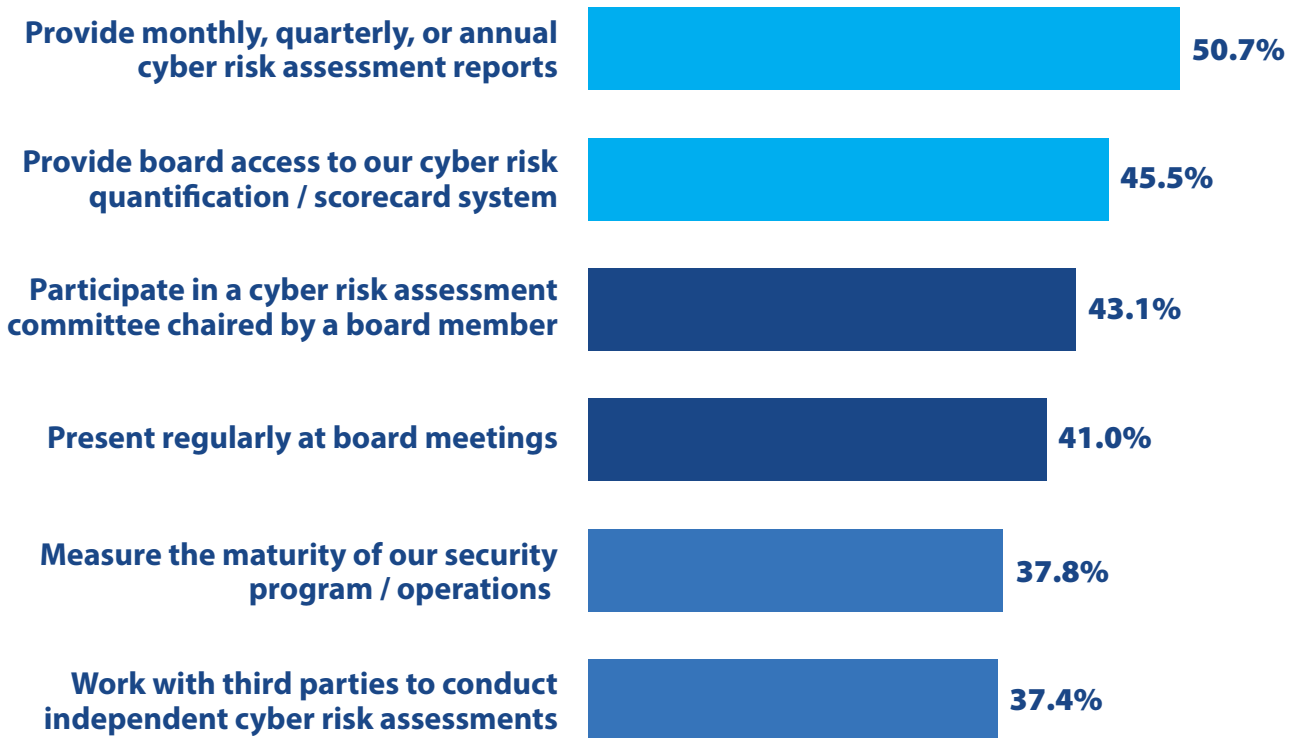 Provide monthly, quarterly, or annual
cyber risk assessment reports
50.7%
Provide board access to our cyber risk
quantification / scorecard system
45.5%
Participate in a cyber risk assessment
committee chaired by a board member
43.1%
Present regularly at board meetings
41.0%
Measure the maturity of our security
program / operations
37.8%
Work with third parties to conduct
independent cyber risk assessments
37.4%